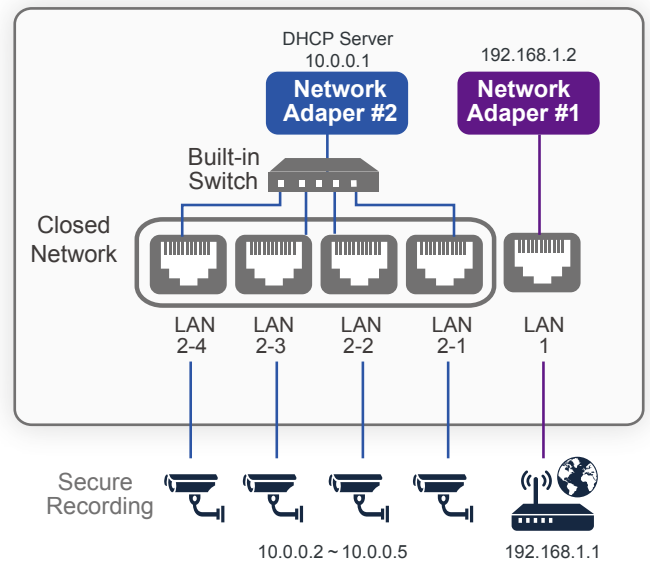 DHCP Server
10.0.0.1
192.168.1.2
Network
Adaper #2
Network
Adaper #1
Built-in
Switch
Closed
Network
LAN
2-4
LAN
2-3
LAN
2-2
LAN
2-1
LAN
1
Secure
Recording
10.0.0.2 ~ 10.0.0.5
192.168.1.1